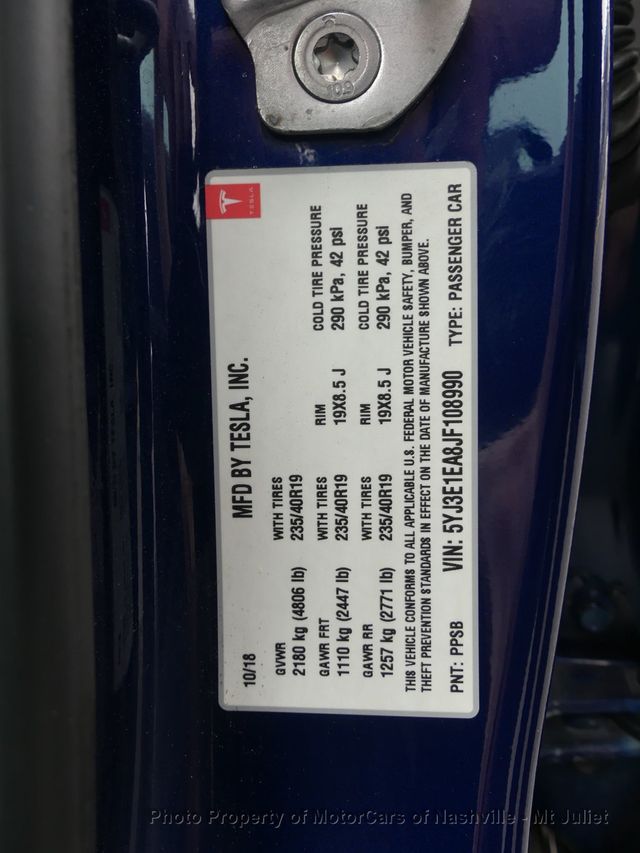 TESLA
MFD BY TESLA, INC.
10/18
GVWR WITH TIRES RIM COLD TIRE PRESSURE
2180 kg (4806 lb) 235/40R19
GAWR FRT WITH TIRES RIM COLD TIRE PRESSURE
1110 kg (2447 lb) 235/40R19 19X8.5 J 290 kPa, 42 psi
GAWR RR WITH TIRES RIM COLD TIRE PRESSURE
1257 kg (2771 lb) 235/40R19 19X8.5 J 290 kPa, 42 psi
THIS VEHICLE CONFORMS TO ALL APPLICABLE U.S. FEDERAL MOTOR VEHICLE SAFETY, BUMPER, AND
THEFT PREVENTION STANDARDS IN EFFECT ON THE DATE OF MANUFACTURE SHOWN ABOVE.
PNT: PPSB VIN: 5YJ3E1EA8JF108990 TYPE: PASSENGER CAR
10.9
Photo Property of MotorCars of Nashville - Mt Juliet